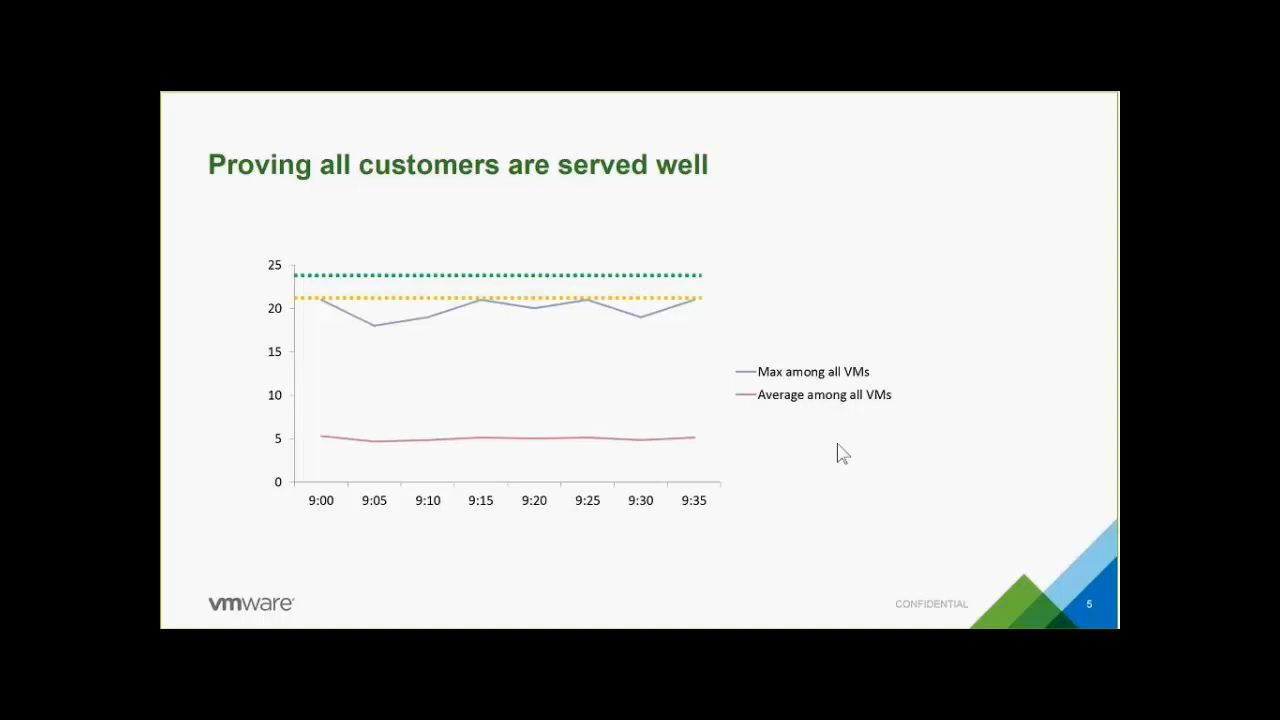 Proving all customers are served well
25
20
15
10
5
0
9:00 9:05 9:10 9:15 9:20 9:25 9:30 9:35
Max among all VMs
Average among all VMs
vmware
CONFIDENTIAL
5